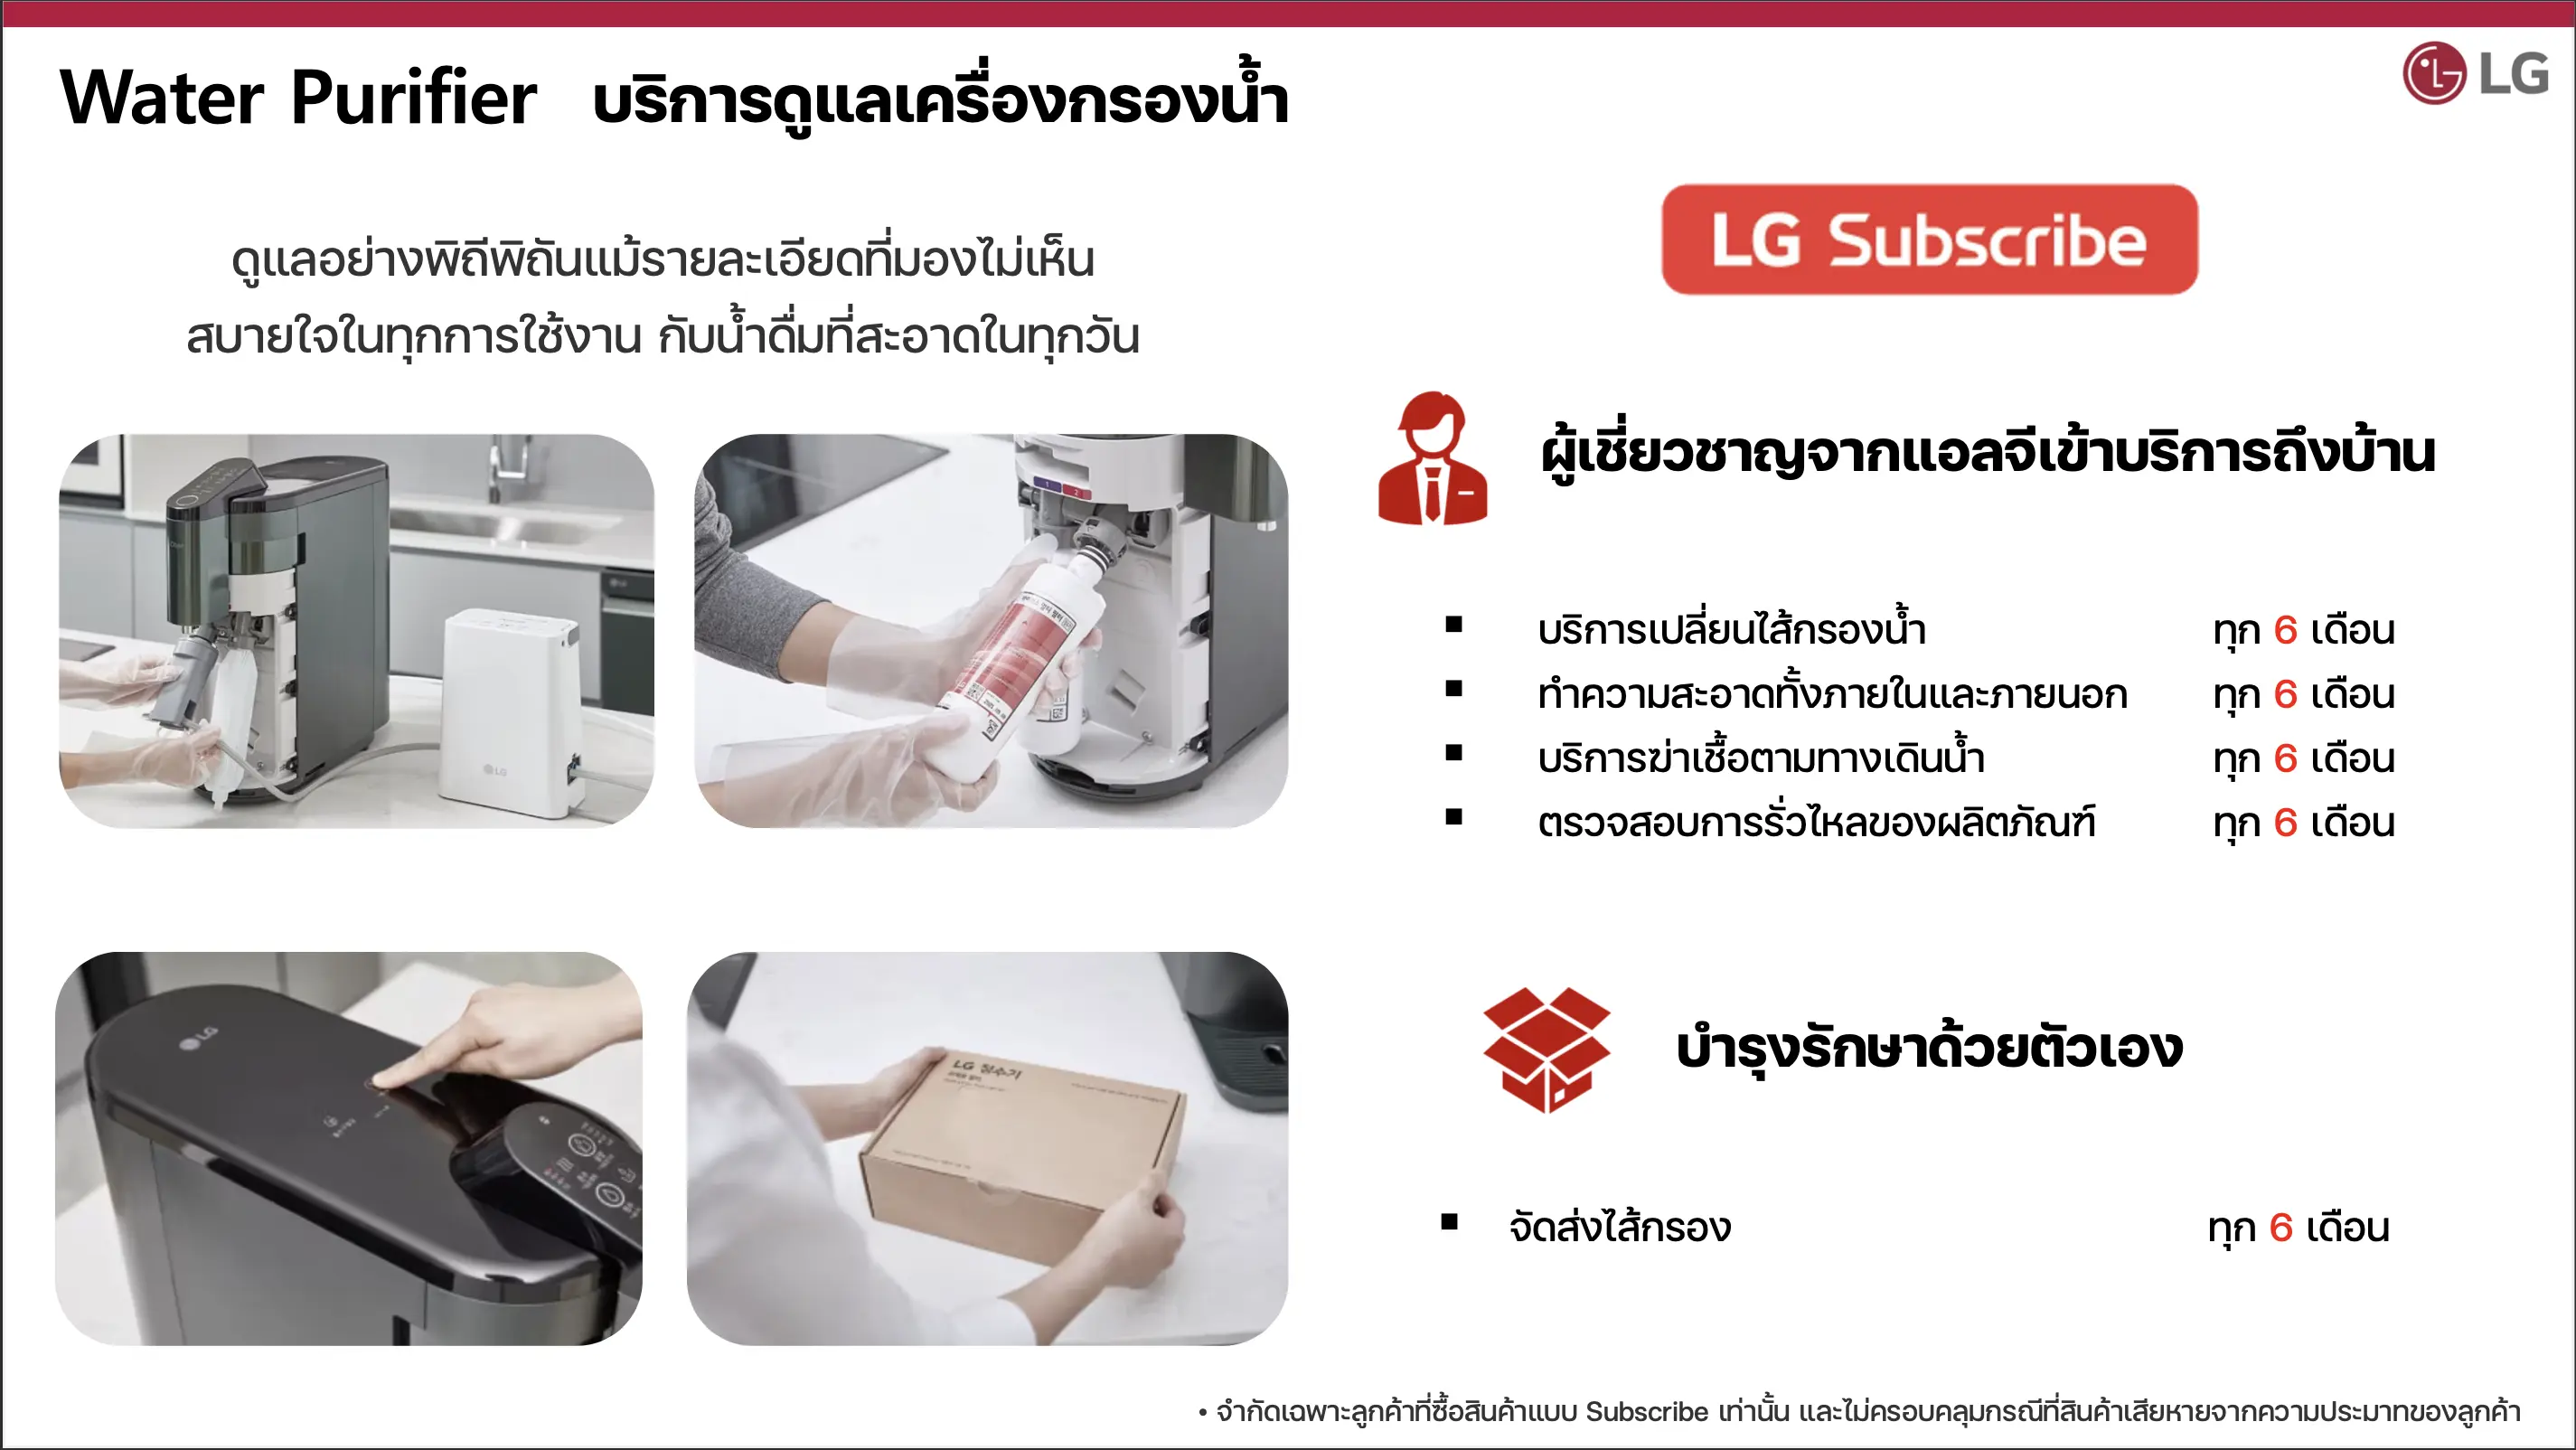 Water Purifier บริการดูแลเครื่องกรองน้ำ
LG
ดูแลอย่างพิถีพิถันแม้รายละเอียดที่มองไม่เห็น
สบายใจในทุกการใช้งาน กับน้ำดื่มที่สะอาดในทุกวัน
LG Subscribe
ผู้เชี่ยวชาญจากแอลจีเข้าบริการถึงบ้าน
▪ บริการเปลี่ยนไส้กรองน้ำ ทุก 6 เดือน
▪ ทำความสะอาดทั้งภายในและภายนอก ทุก 6 เดือน
▪ บริการฆ่าเชื้อตามทางเดินน้ำ ทุก 6 เดือน
▪ ตรวจสอบการรั่วไหลของผลิตภัณฑ์ ทุก 6 เดือน
LG
LG
LG 정수기
บำรุงรักษาด้วยตัวเอง
▪ จัดส่งไส้กรอง ทุก 6 เดือน
• จำกัดเฉพาะลูกค้าที่ซื้อสินค้าแบบ Subscribe เท่านั้น และไม่ครอบคลุมกรณีที่สินค้าเสียหายจากความประมาทของลูกค้า